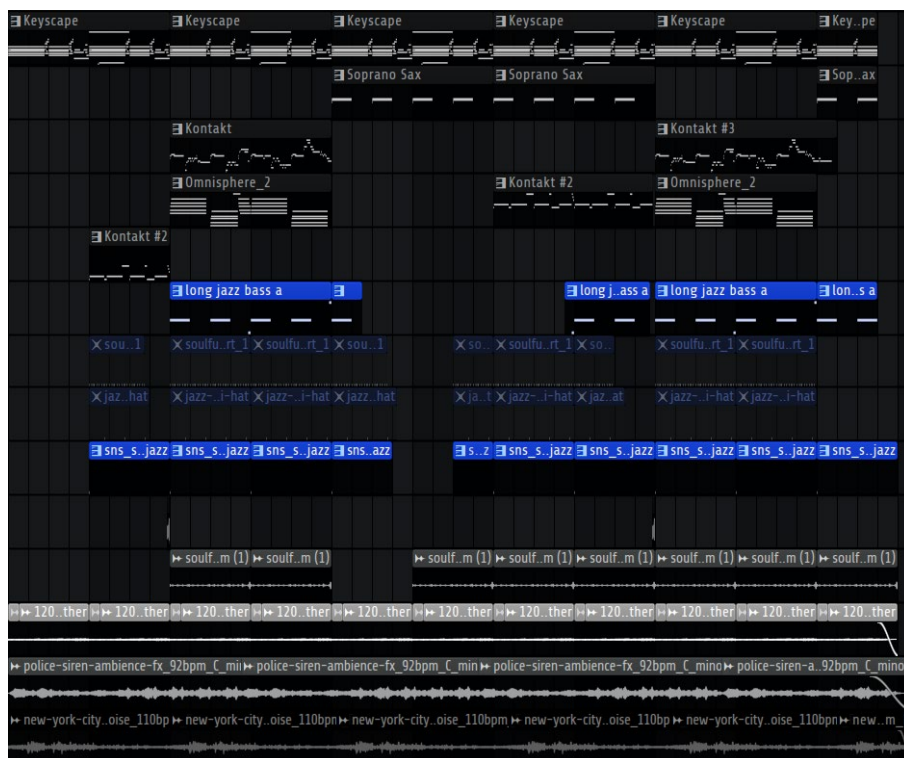 Keyscape Keyscape Keyscape Keyscape Keyscape Key..pe
Soprano Sax Soprano Sax Sop..ax
Kontakt Kontakt #3
Omnisphere_2 Kontakt #2 Omnisphere_2
Kontakt #2
long jazz bass a long j..ass a long jazz bass a lon..s a
sou..1 soulfu..rt_1 soulfu..rt_1 sou..1 so.. soulfu..rt_1 so.. soulfu..rt_1 soulfu..rt_1
jaz..hat jazz-..i-hat jazz-..i-hat jazz..hat ja..t jazz-..i-hat jaz..at jazz-..i-hat jazz-..i-hat
sns_s..jazz sns_s..jazz sns_s..jazz sns..azz s..z sns_s..jazz sns_s..jazz sns_s..jazz sns_s..jazz sns_s..jazz
soulf..m (1) soulf..m (1) soulf..m (1) soulf..m (1) soulf..m (1) soulf..m (1) soulf..m (1) soulf..m (1)
120..ther 120..ther 120..ther 120..ther 120..ther 120..ther 120..ther 120..ther 120..ther 120..ther 120..ther
police-siren-ambience-fx_92bpm_C_min police-siren-ambience-fx_92bpm_C_min police-siren-ambience-fx_92bpm_C_mino police-siren-a..92bpm_C_mino
new-york-city..oise_110bp new-york-city..oise_110bpn new-york-city..oise_110bpm new-york-city..oise_110bp new-york-city..oise_110bpn new..m_